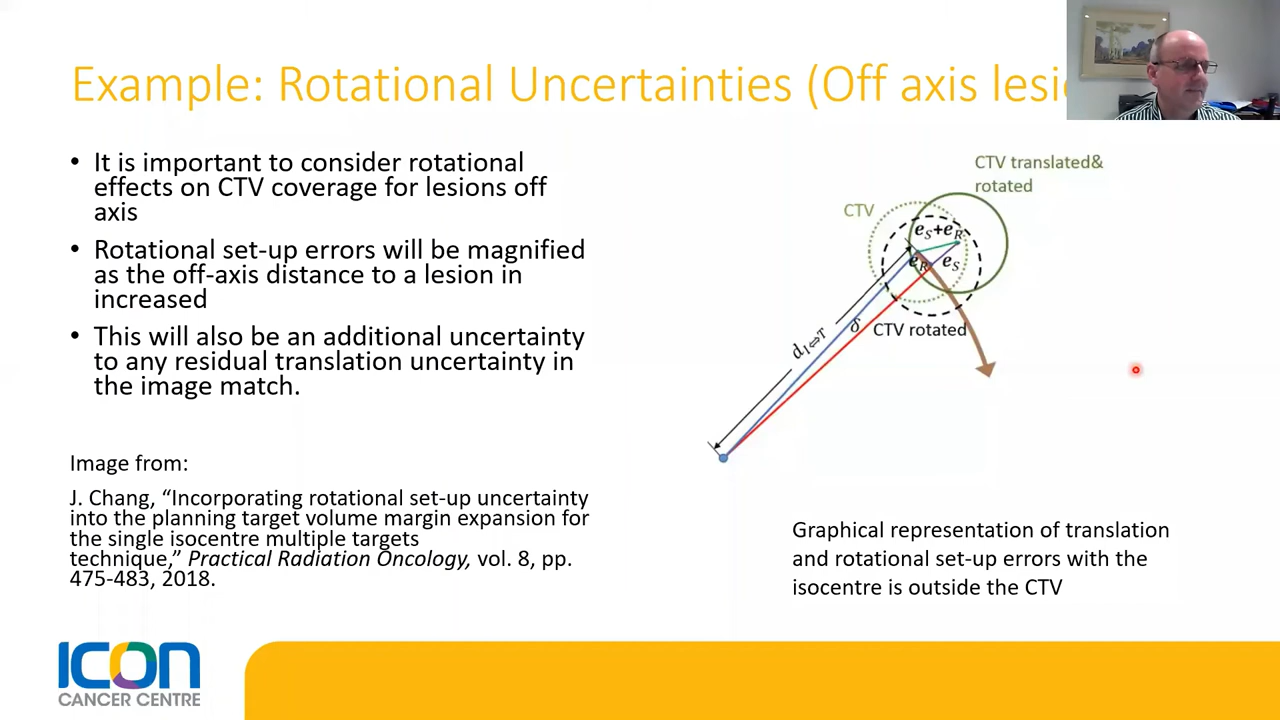 Example: Rotational Uncertainties (Off axis lesi
• It is important to consider rotational
effects on CTV coverage for lesions off
axis
• Rotational set-up errors will be magnified
as the off-axis distance to a lesion in
increased
• This will also be an additional uncertainty
to any residual translation uncertainty in
the image match.
Image from:
J. Chang, “Incorporating rotational set-up uncertainty
into the planning target volume margin expansion for
the single isocentre multiple targets
technique,” Practical Radiation Oncology, vol. 8, pp.
475-483, 2018.
CTV translated&
rotated
CTV
eS+eR
eR
eS
δ
CTV rotated
dI⇔T
Graphical representation of translation
and rotational set-up errors with the
isocentre is outside the CTV
ICON
CANCER CENTRE